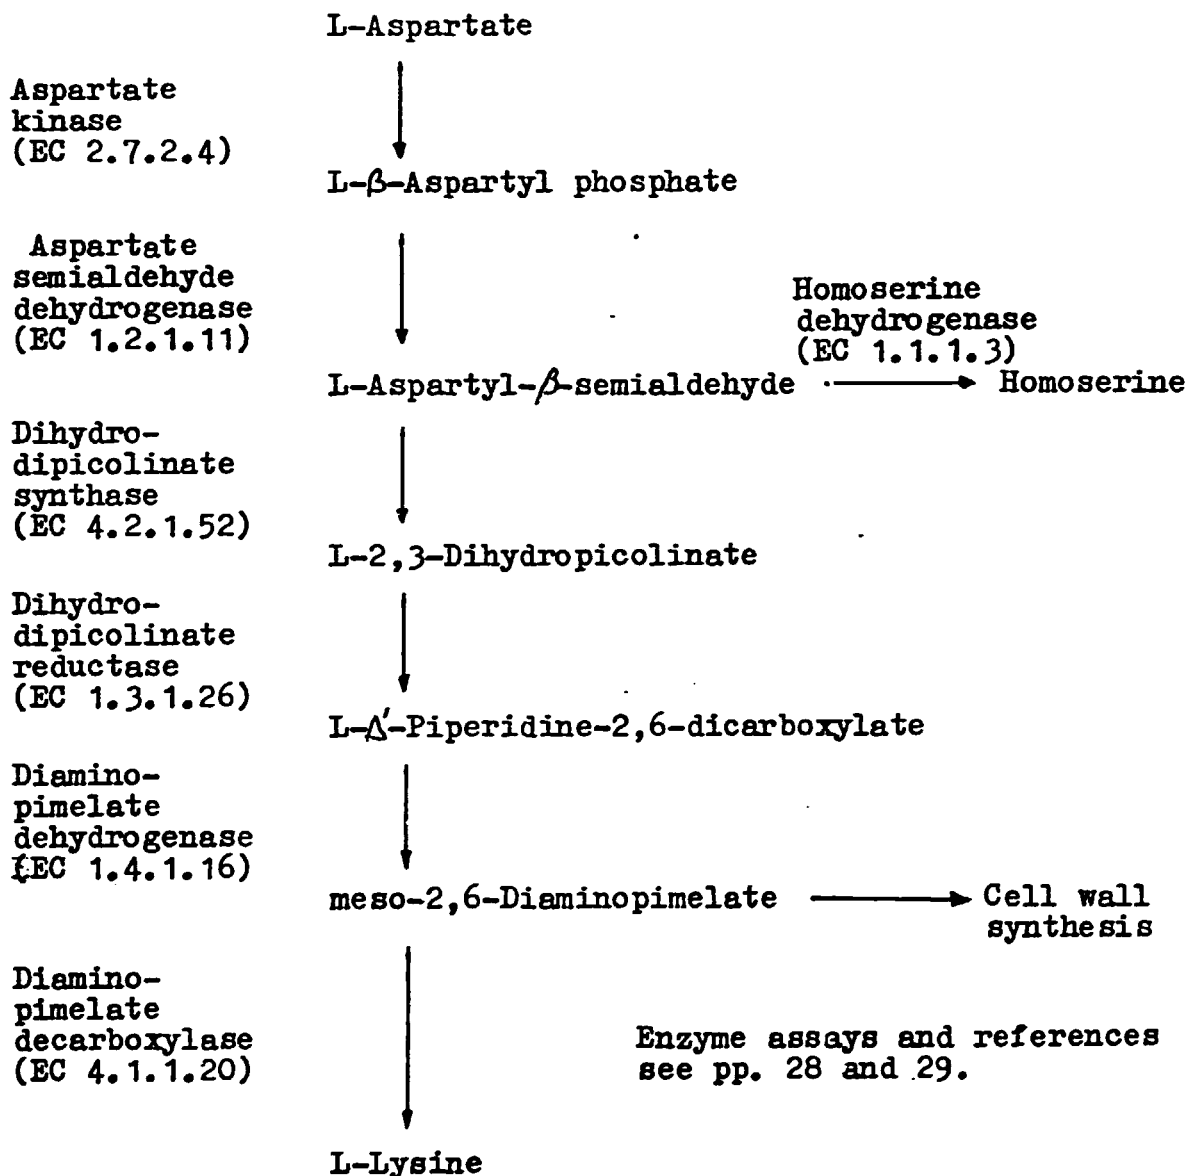 L-Aspartate
Aspartate
kinase
(EC 2.7.2.4)
L-β-Aspartyl phosphate
Aspartate
semialdehyde
dehydrogenase
(EC 1.2.1.11)
Homoserine
dehydrogenase
(EC 1.1.1.3)
L-Aspartyl-β-semialdehyde
Homoserine
Dihydro-
dipicolinate
synthase
(EC 4.2.1.52)
L-2,3-Dihydropicolinate
Dihydro-
dipicolinate
reductase
(EC 1.3.1.26)
L-Δ'-Piperidine-2,6-dicarboxylate
Diamino-
pimelate
dehydrogenase
(EC 1.4.1.16)
meso-2,6-Diaminopimelate
Cell wall
synthesis
Diamino-
pimelate
decarboxylase
(EC 4.1.1.20)
Enzyme assays and references
see pp. 28 and 29.
L-Lysine